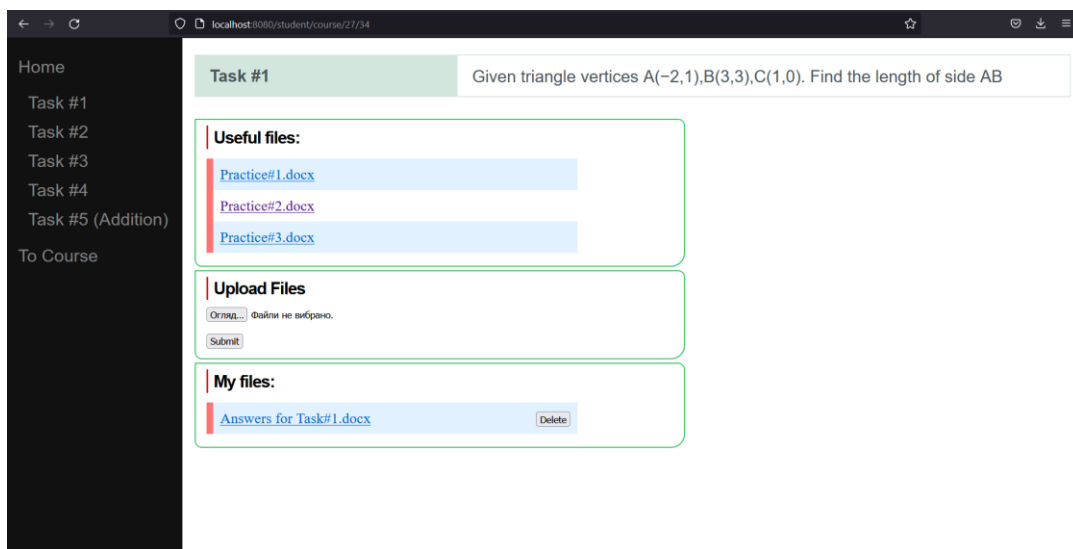 localhost:8080/student/course/27/34
Home
Task #1
Task #2
Task #3
Task #4
Task #5 (Addition)
To Course
Task #1
Given triangle vertices A(−2,1),B(3,3),C(1,0). Find the length of side AB
Useful files:
Practice#1.docx
Practice#2.docx
Practice#3.docx
Upload Files
Огляд... Файли не вибрано.
Submit
My files:
Answers for Task#1.docx Delete